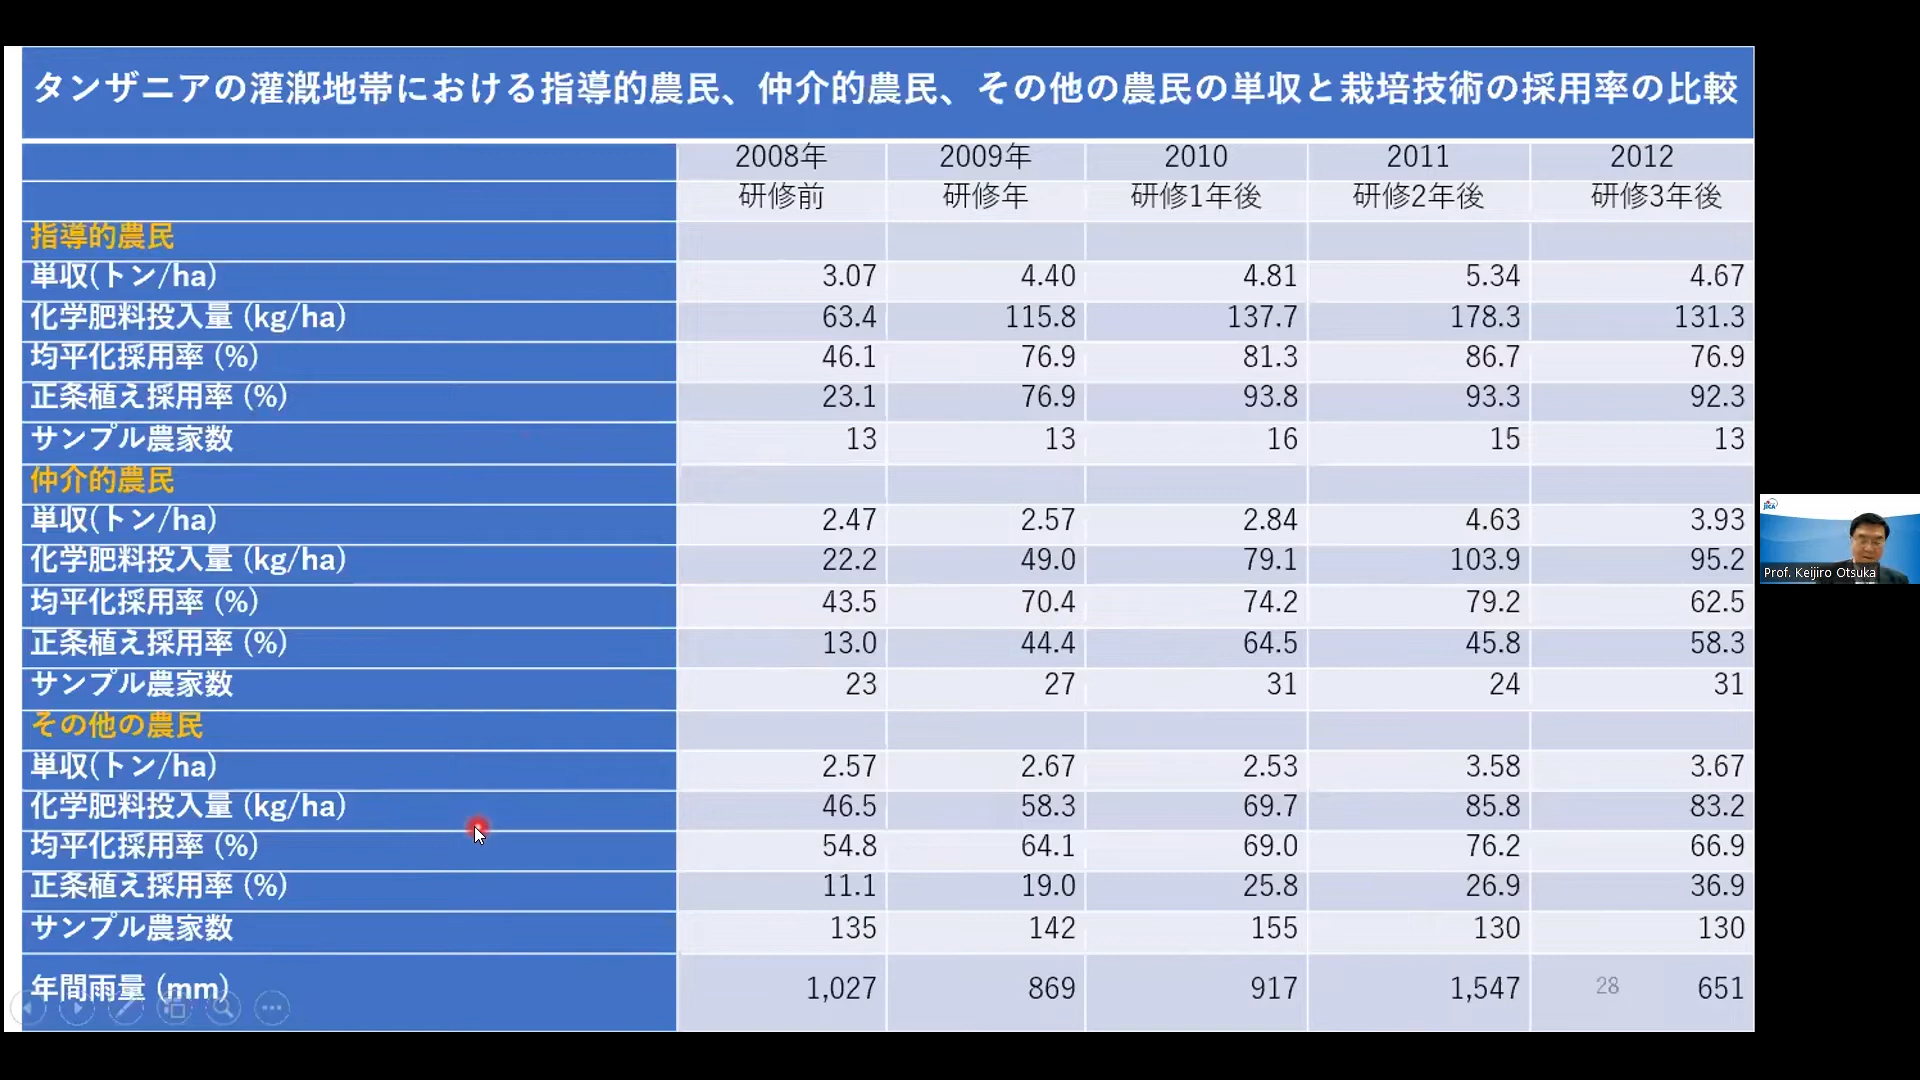 タンザニアの灌漑地帯における指導的農民、仲介的農民、その他の農民の単収と栽培技術の採用率の比較
2008年 2009年 2010 2011 2012
研修前 研修年 研修1年後 研修2年後 研修3年後
指導的農民
単収(トン/ha) 3.07 4.40 4.81 5.34 4.67
化学肥料投入量 (kg/ha) 63.4 115.8 137.7 178.3 131.3
均平化採用率 (%) 46.1 76.9 81.3 86.7 76.9
正条植え採用率 (%) 23.1 76.9 93.8 93.3 92.3
サンプル農家数 13 13 16 15 13
仲介的農民
単収(トン/ha) 2.47 2.57 2.84 4.63 3.93
化学肥料投入量 (kg/ha) 22.2 49.0 79.1 103.9 95.2
均平化採用率 (%) 43.5 70.4 74.2 79.2 62.5
正条植え採用率 (%) 13.0 44.4 64.5 45.8 58.3
サンプル農家数 23 27 31 24 31
その他の農民
単収(トン/ha) 2.57 2.67 2.53 3.58 3.67
化学肥料投入量 (kg/ha) 46.5 58.3 69.7 85.8 83.2
均平化採用率 (%) 54.8 64.1 69.0 76.2 66.9
正条植え採用率 (%) 11.1 19.0 25.8 26.9 36.9
サンプル農家数 135 142 155 130 130
年間雨量 (mm) 1,027 869 917 1,547 651
28
JICA
Prof. Keijiro Otsuka